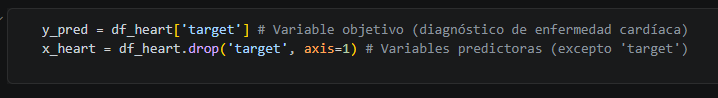 y_pred = df_heart['target'] # Variable objetivo (diagnóstico de enfermedad cardíaca)
x_heart = df_heart.drop('target', axis=1) # Variables predictoras (excepto 'target')